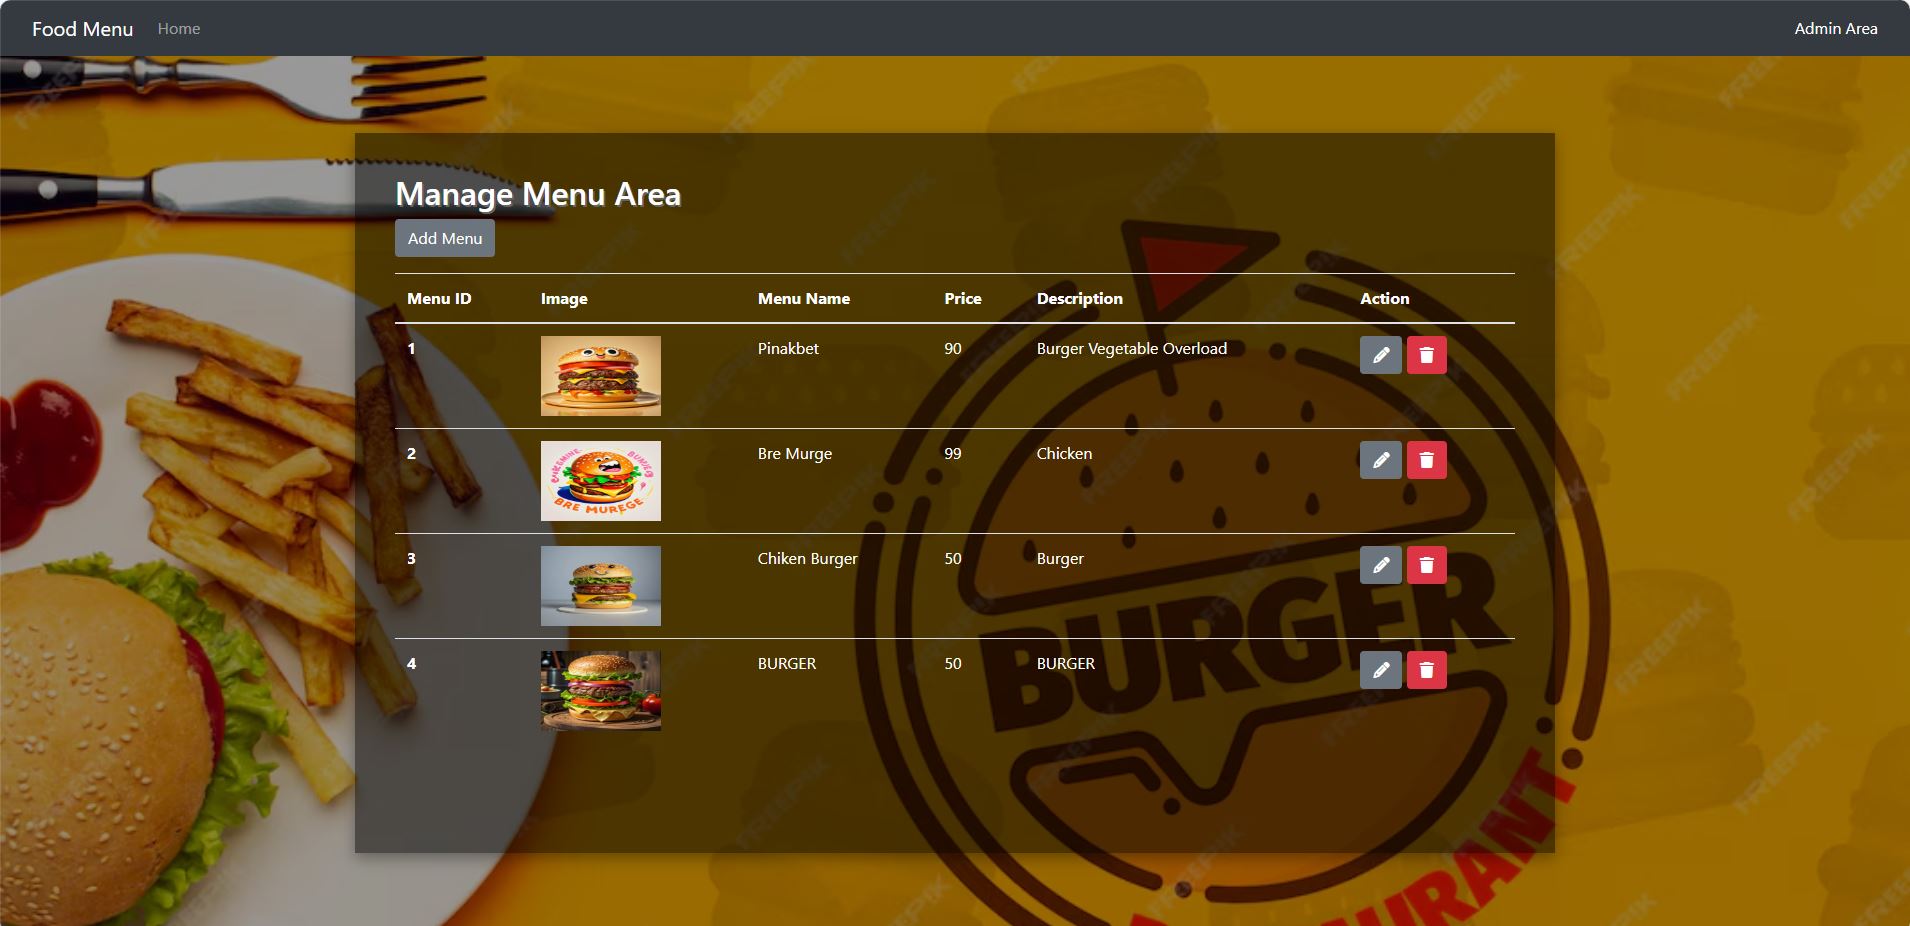 Food Menu Home Admin Area
Manage Menu Area
Add Menu
Menu ID Image Menu Name Price Description Action
1 Pinakbet 90 Burger Vegetable Overload
2 Bre Murge 99 Chicken
BRE MUREGE
3 Chiken Burger 50 Burger
4 BURGER 50 BURGER
BURGER
URANT
FREEPIK